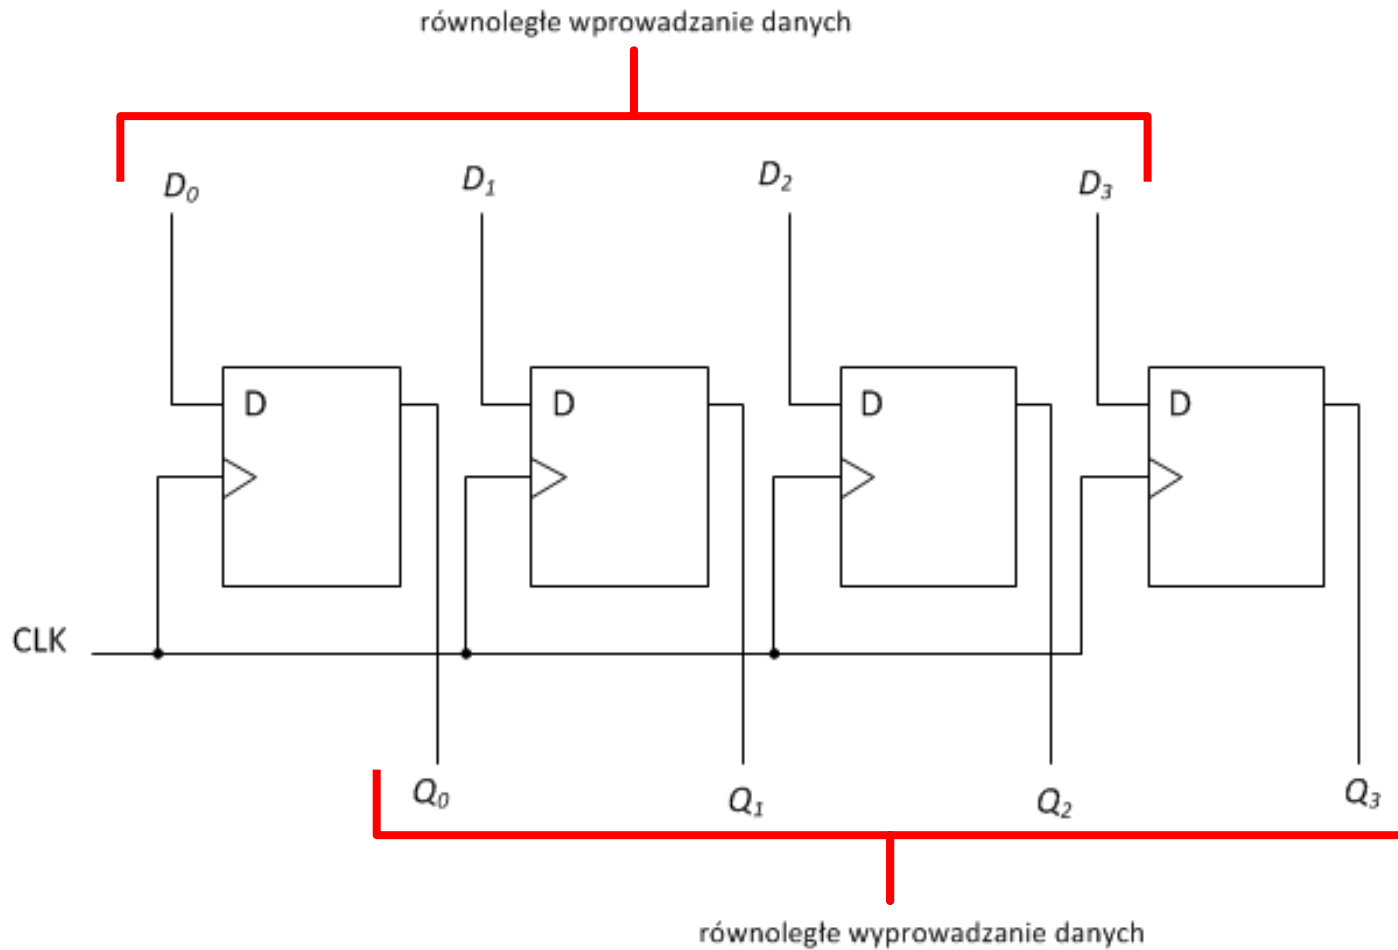 równoległe wprowadzanie danych
D₀ D₁ D₂ D₃
D D D D
CLK
Q₀ Q₁ Q₂ Q₃
równoległe wyprowadzanie danych